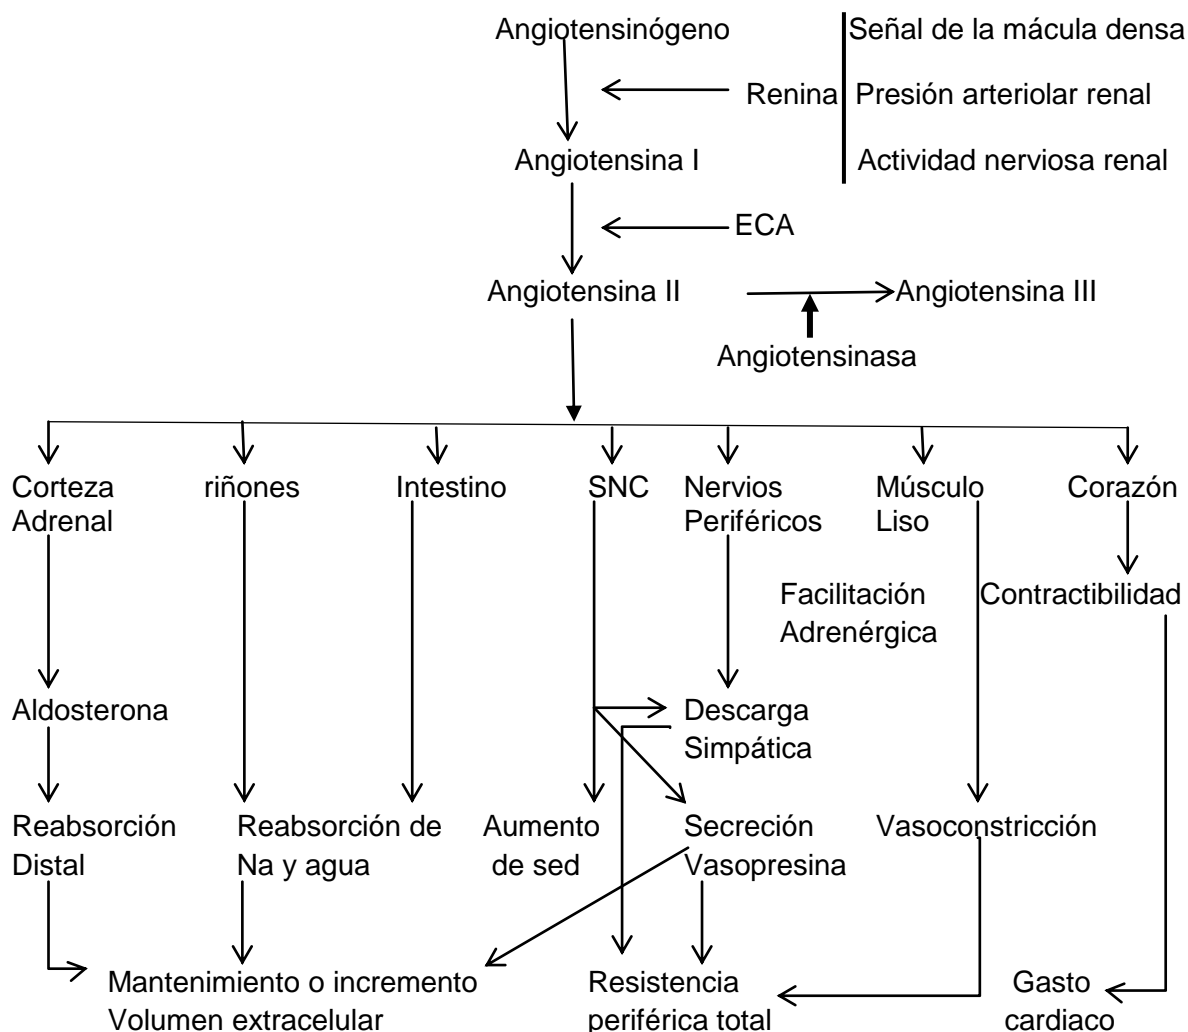 Angiotensinógeno
Señal de la mácula densa
Renina
Presión arteriolar renal
Angiotensina I
Actividad nerviosa renal
ECA
Angiotensina II
Angiotensina III
Angiotensinasa
Corteza
Adrenal
riñones
Intestino
SNC
Nervios
Periféricos
Músculo
Liso
Corazón
Facilitación
Adrenérgica
Contractibilidad
Aldosterona
Descarga
Simpática
Reabsorción
Distal
Reabsorción de
Na y agua
Aumento
de sed
Secreción
Vasopresina
Vasoconstricción
Mantenimiento o incremento
Volumen extracelular
Resistencia
periférica total
Gasto
cardiaco